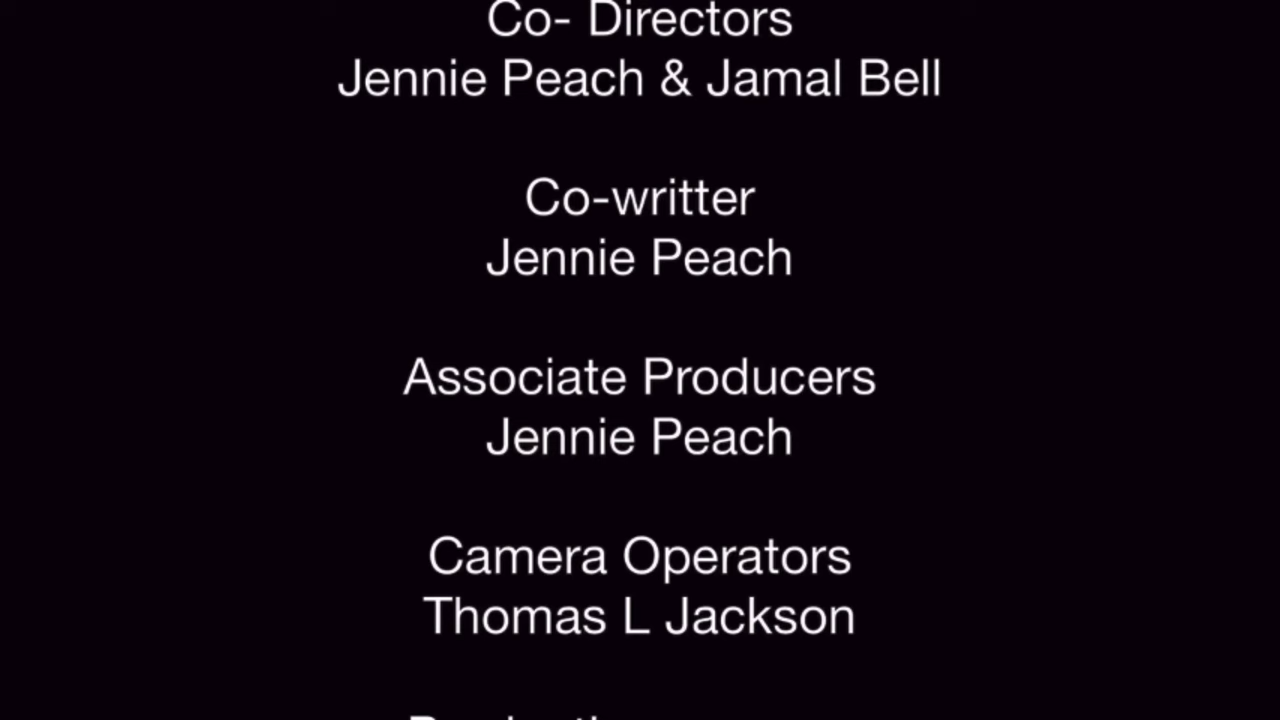 Co- Directors
Jennie Peach & Jamal Bell
Co-writter
Jennie Peach
Associate Producers
Jennie Peach
Camera Operators
Thomas L Jackson